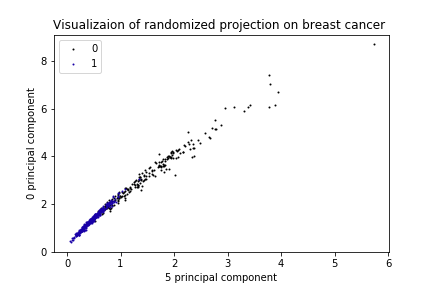 Visualizaion of randomized projection on breast cancer
0
1
8
6
4
2
0
0 principal component
0 1 2 3 4 5 6
5 principal component